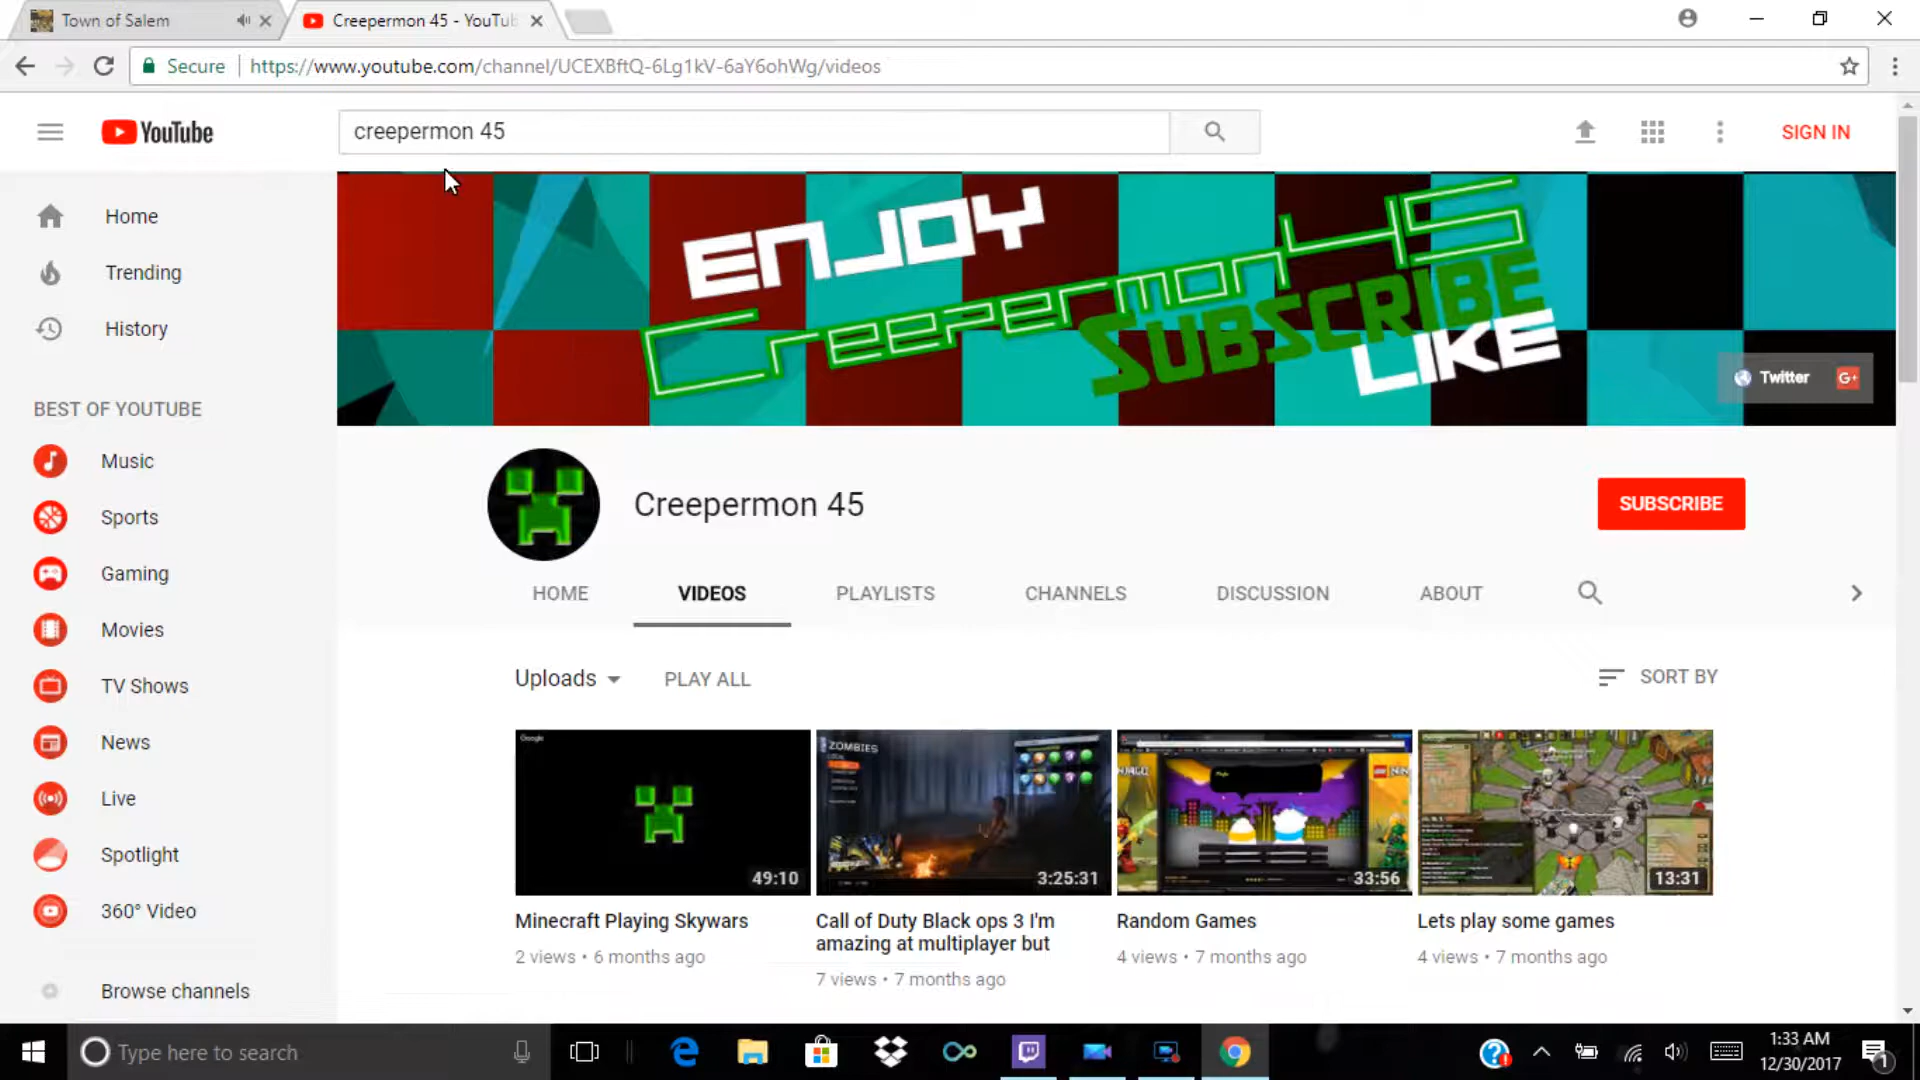 Town of Salem
Creepermon 45 - YouTub
Secure
https://www.youtube.com/channel/UCEXBftQ-6Lg1kV-6aY6ohWg/videos
YouTube
creepermon 45
SIGN IN
Home
Trending
History
BEST OF YOUTUBE
Music
Sports
Gaming
Movies
TV Shows
News
Live
Spotlight
360° Video
Browse channels
ENJOY
Creepermon45
SUBSCRIBE
LIKE
Twitter
G+
Creepermon 45
SUBSCRIBE
HOME
VIDEOS
PLAYLISTS
CHANNELS
DISCUSSION
ABOUT
Uploads
PLAY ALL
SORT BY
Google
49:10
ZOMBIES
3:25:31
33:56
13:31
Minecraft Playing Skywars
2 views • 6 months ago
Call of Duty Black ops 3 I'm
amazing at multiplayer but
7 views • 7 months ago
Random Games
4 views • 7 months ago
Lets play some games
4 views • 7 months ago
Type here to search
1:33 AM
12/30/2017
1